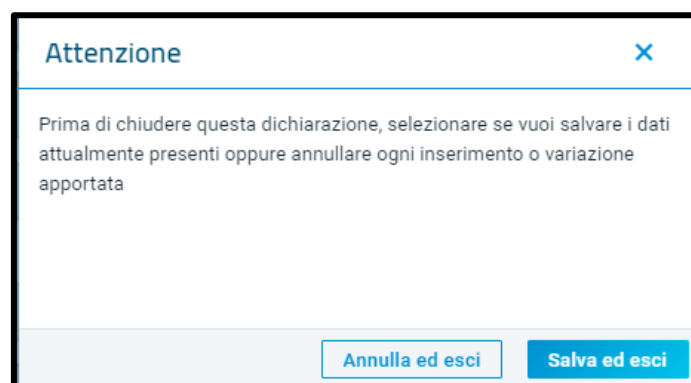 Attenzione
Prima di chiudere questa dichiarazione, selezionare se vuoi salvare i dati
attualmente presenti oppure annullare ogni inserimento o variazione
apportata
Annulla ed esci
Salva ed esci